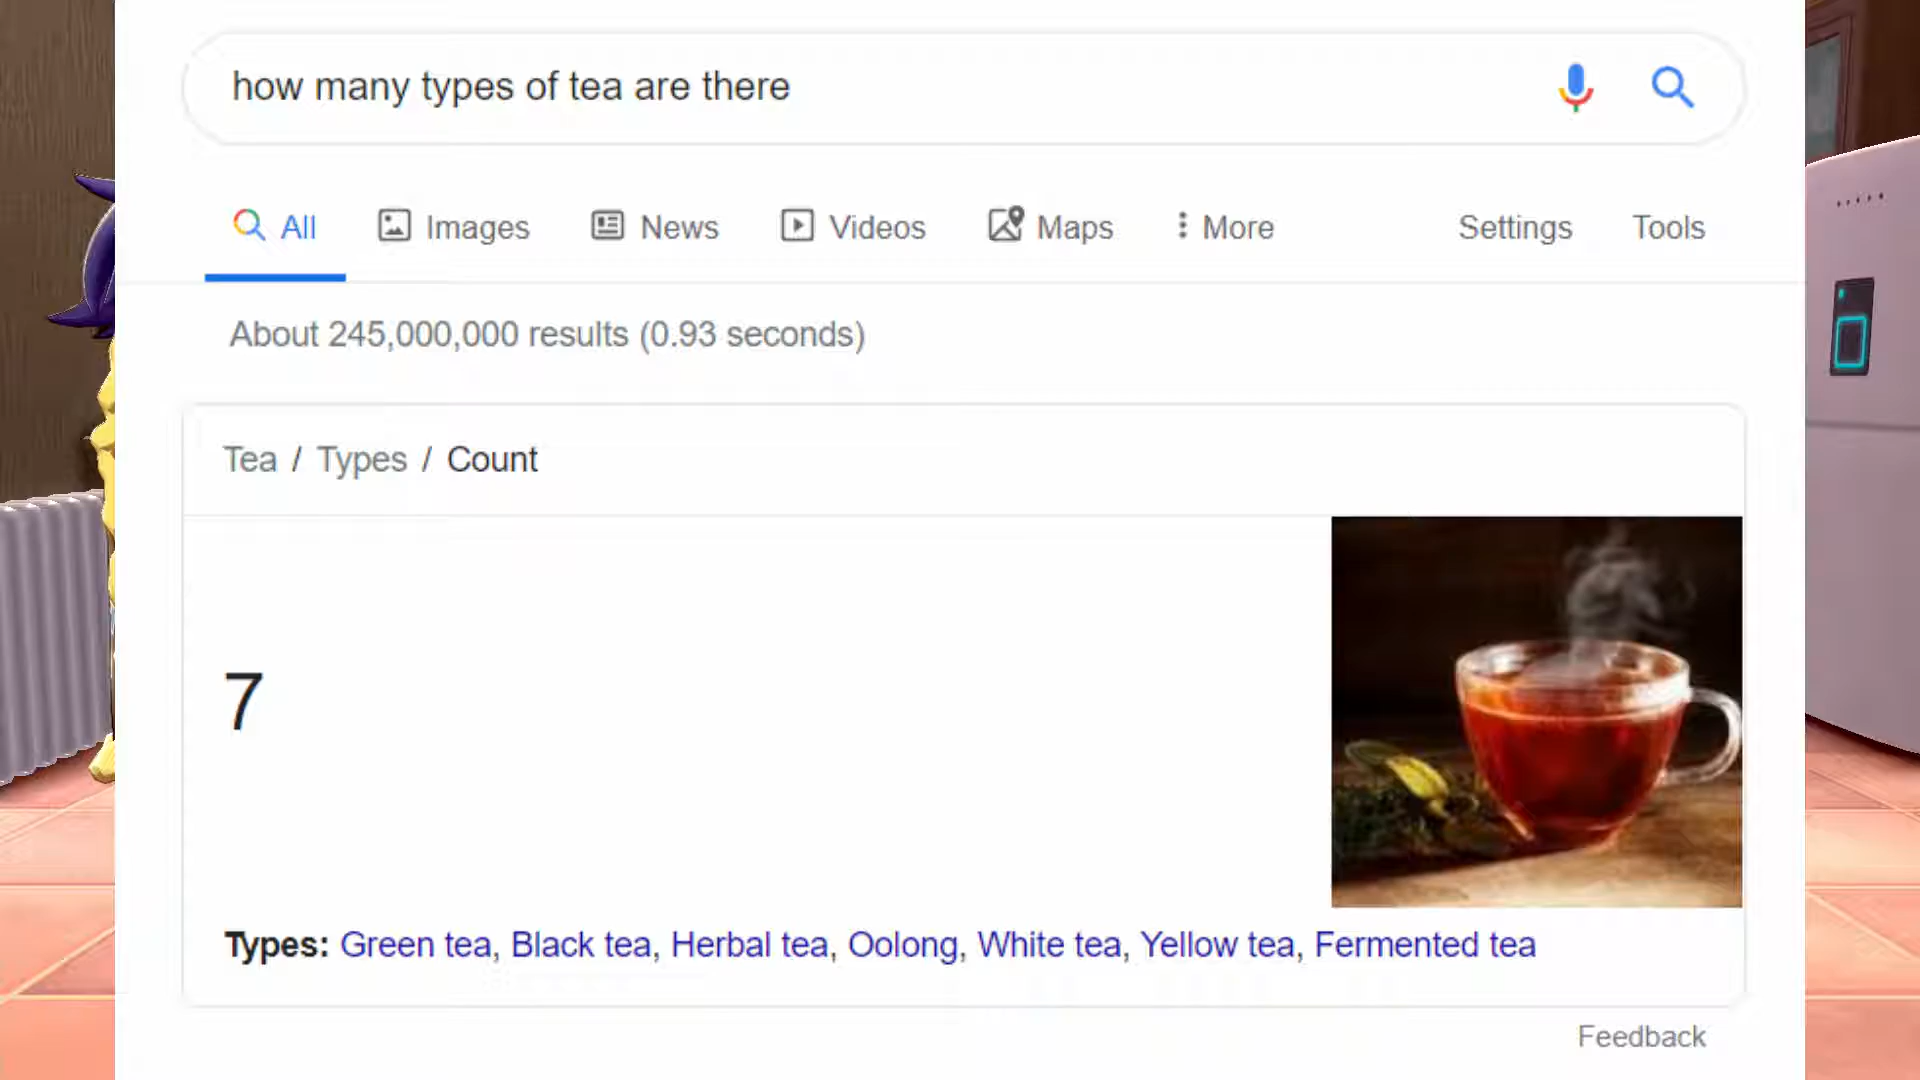 how many types of tea are there
All Images News Videos Maps More Settings Tools
About 245,000,000 results (0.93 seconds)
Tea / Types / Count
7
Types: Green tea, Black tea, Herbal tea, Oolong, White tea, Yellow tea, Fermented tea
Feedback